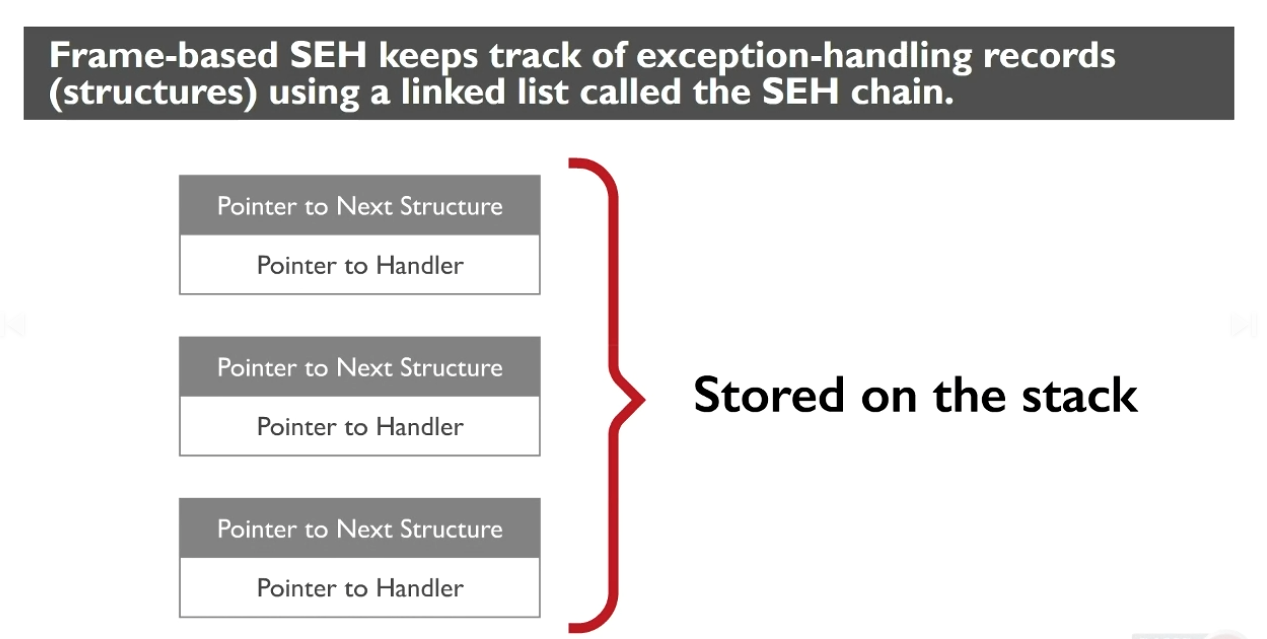 Frame-based SEH keeps track of exception-handling records
(structures) using a linked list called the SEH chain.
Pointer to Next Structure
Pointer to Handler
Pointer to Next Structure
Pointer to Handler
Stored on the stack
Pointer to Next Structure
Pointer to Handler